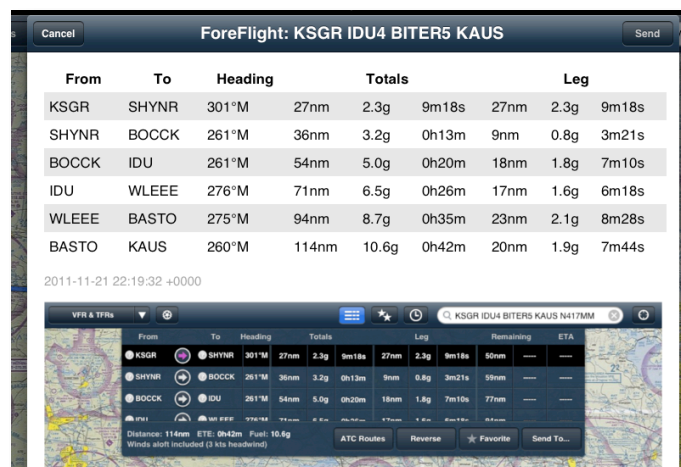 Cancel ForeFlight: KSGR IDU4 BITER5 KAUS Send
From To Heading Totals Leg
KSGR SHYNR 301°M 27nm 2.3g 9m18s 27nm 2.3g 9m18s
SHYNR BOCCK 261°M 36nm 3.2g 0h13m 9nm 0.8g 3m21s
BOCCK IDU 261°M 54nm 5.0g 0h20m 18nm 1.8g 7m10s
IDU WLEEE 276°M 71nm 6.5g 0h26m 17nm 1.6g 6m18s
WLEEE BASTO 275°M 94nm 8.7g 0h35m 23nm 2.1g 8m28s
BASTO KAUS 260°M 114nm 10.6g 0h42m 20nm 1.9g 7m44s
2011-11-21 22:19:32 +0000
VFR & TFRs KSGR IDU4 BITER5 KAUS N417MM
From To Heading Totals Leg Remaining ETA
KSGR SHYNR 301°M 27nm 2.3g 9m18s 27nm 2.3g 9m18s 50nm
SHYNR BOCCK 261°M 36nm 3.2g 0h13m 9nm 0.8g 3m21s 59nm
BOCCK IDU 261°M 54nm 5.0g 0h20m 18nm 1.8g 7m10s 77nm
Distance: 114nm ETE: 0h42m Fuel: 10.6g
Winds aloft included (3 kts headwind)
ATC Routes Reverse Favorite Send To...